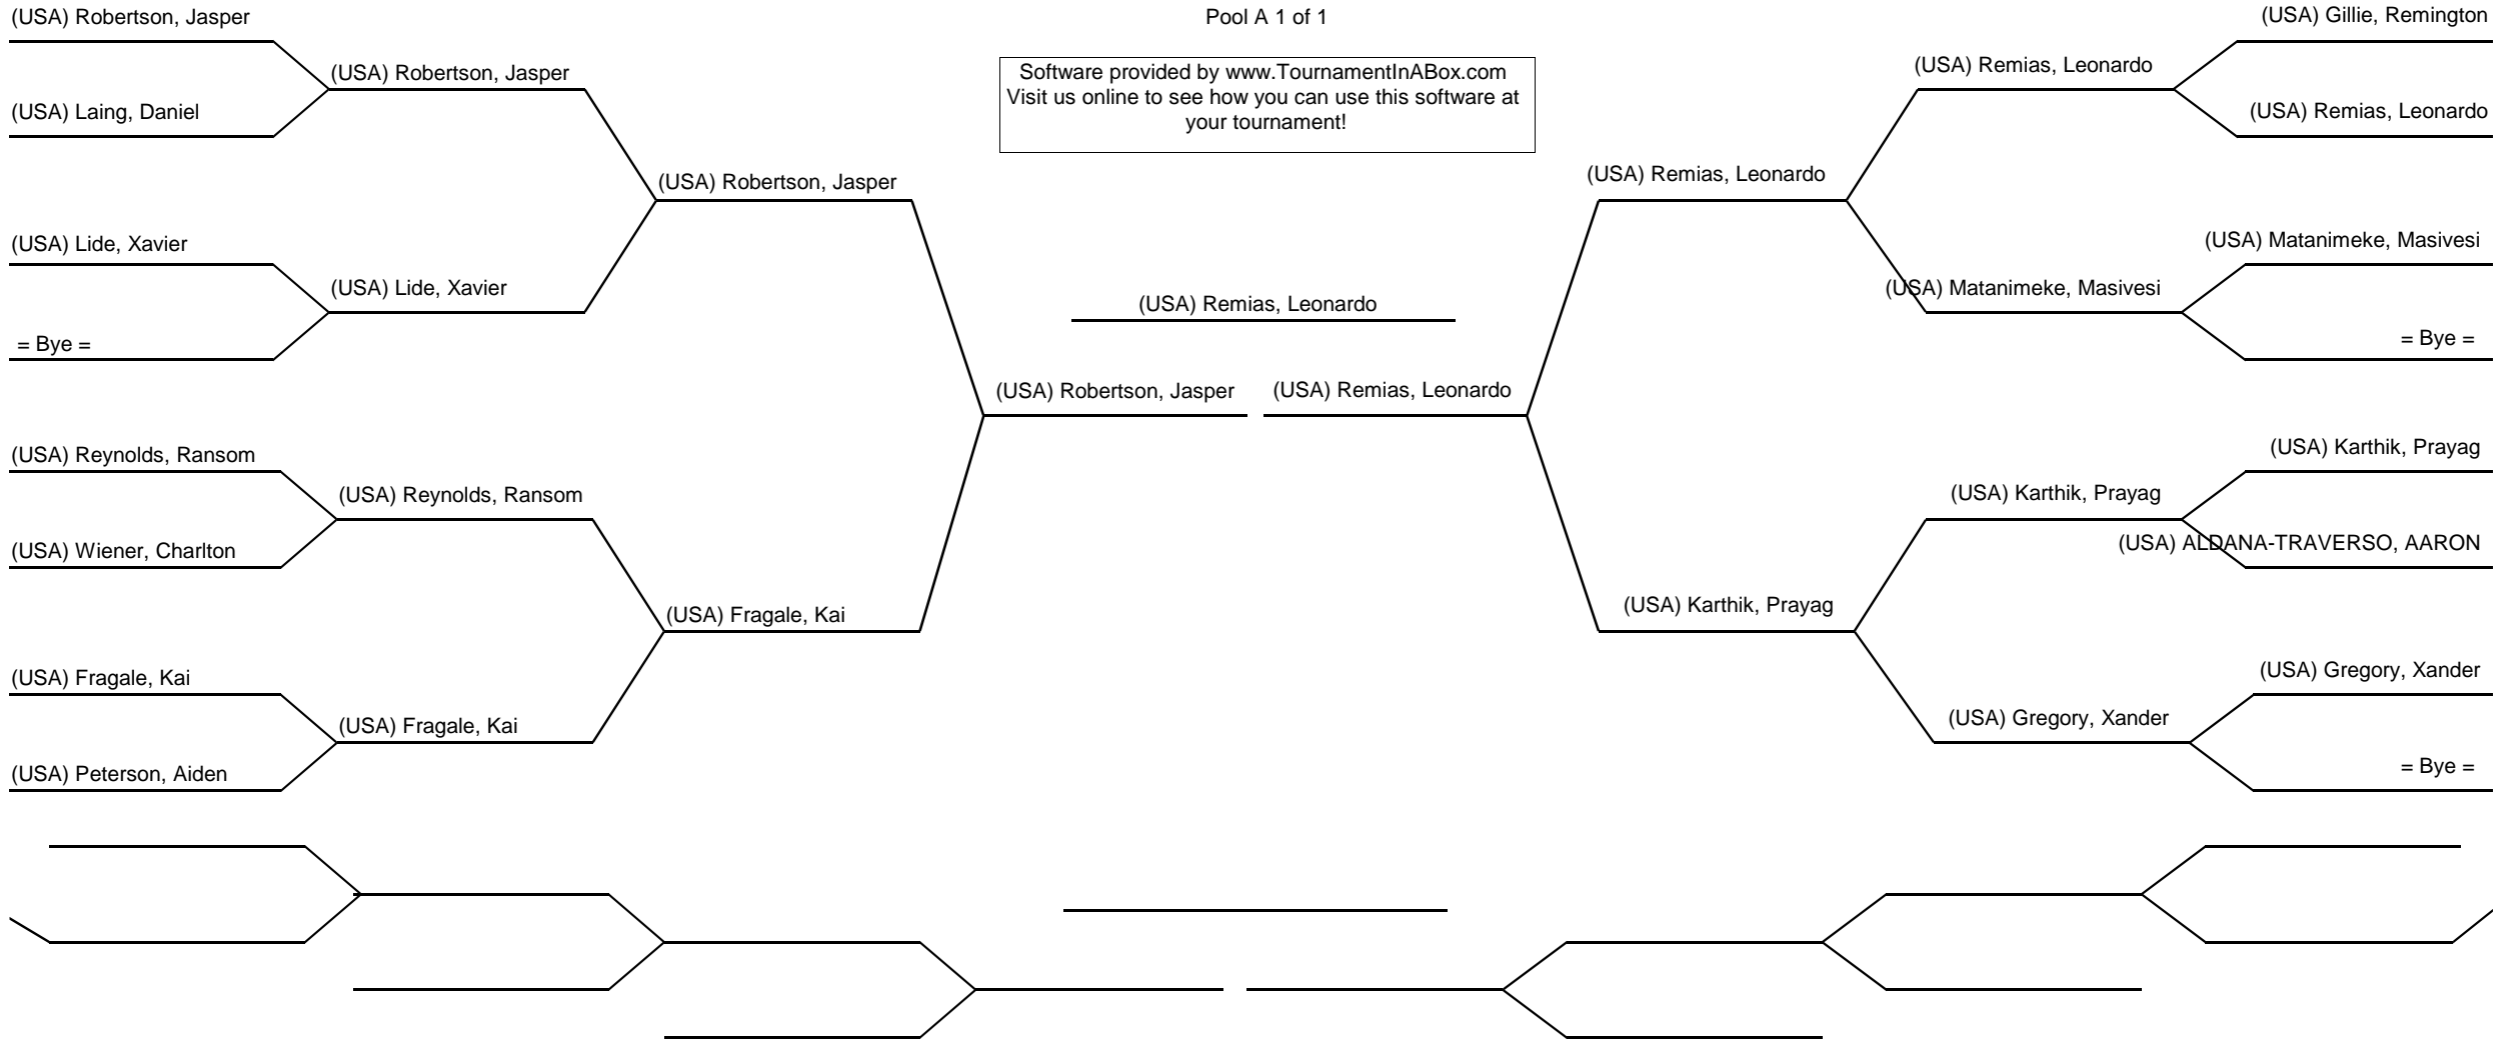 (USA) Robertson, Jasper
(USA) Laing, Daniel
(USA) Lide, Xavier
= Bye =
(USA) Reynolds, Ransom
(USA) Wiener, Charlton
(USA) Fragale, Kai
(USA) Peterson, Aiden
(USA) Robertson, Jasper
(USA) Lide, Xavier
(USA) Reynolds, Ransom
(USA) Fragale, Kai
(USA) Robertson, Jasper
(USA) Fragale, Kai
Pool A 1 of 1
Software provided by www.TournamentInABox.com
Visit us online to see how you can use this software at
your tournament!
(USA) Remias, Leonardo
(USA) Robertson, Jasper
(USA) Remias, Leonardo
(USA) Remias, Leonardo
(USA) Karthik, Prayag
(USA) Remias, Leonardo
(USA) Matanimeke, Masivesi
(USA) Karthik, Prayag
(USA) Gregory, Xander
(USA) Gillie, Remington
(USA) Remias, Leonardo
(USA) Matanimeke, Masivesi
= Bye =
(USA) Karthik, Prayag
(USA) ALDANA-TRAVERSO, AARON
(USA) Gregory, Xander
= Bye =